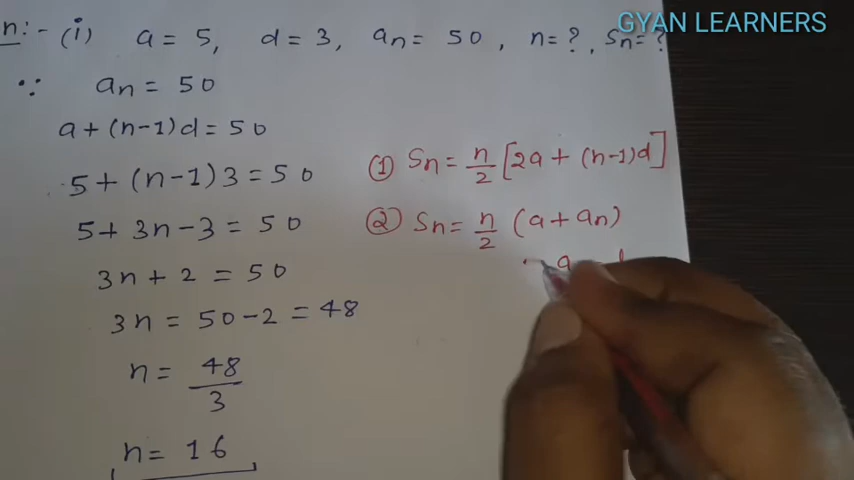 GYAN LEARNERS
n:- (i) a = 5, d = 3, an = 50, n = ?, Sn = ?
∵ an = 50
a + (n-1)d = 50
5 + (n-1)3 = 50
5 + 3n - 3 = 50
3n + 2 = 50
3n = 50 - 2 = 48
n = 48/3
n = 16
① Sn = n/2 [2a + (n-1)d]
② Sn = n/2 (a + an)